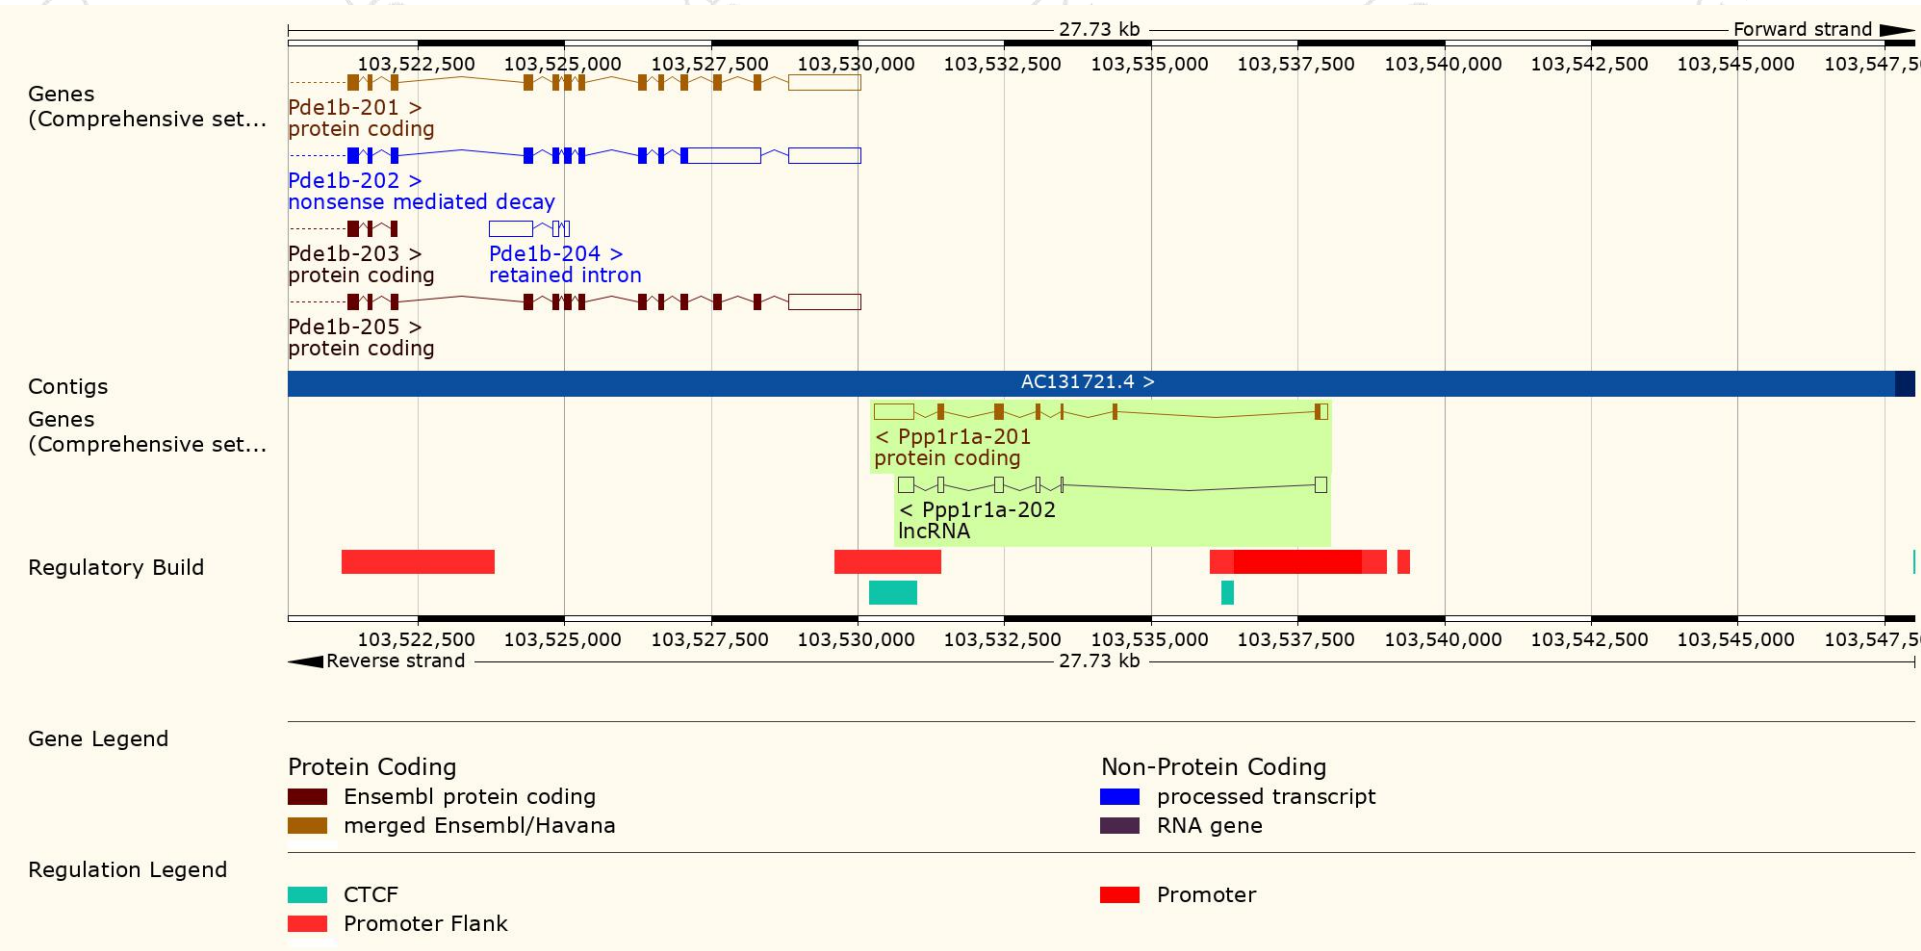 27.73 kb
Forward strand
103,522,500 103,525,000 103,527,500 103,530,000 103,532,500 103,535,000 103,537,500 103,540,000 103,542,500 103,545,000 103,547,5
Genes
(Comprehensive set...
Pde1b-201 >
protein coding
Pde1b-202 >
nonsense mediated decay
Pde1b-203 >
protein coding
Pde1b-204 >
retained intron
Pde1b-205 >
protein coding
Contigs
AC131721.4 >
Genes
(Comprehensive set...
< Ppp1r1a-201
protein coding
< Ppp1r1a-202
lncRNA
Regulatory Build
103,522,500 103,525,000 103,527,500 103,530,000 103,532,500 103,535,000 103,537,500 103,540,000 103,542,500 103,545,000 103,547,5
Reverse strand
27.73 kb
Gene Legend
Protein Coding
Ensembl protein coding
merged Ensembl/Havana
Non-Protein Coding
processed transcript
RNA gene
Regulation Legend
CTCF
Promoter Flank
Promoter